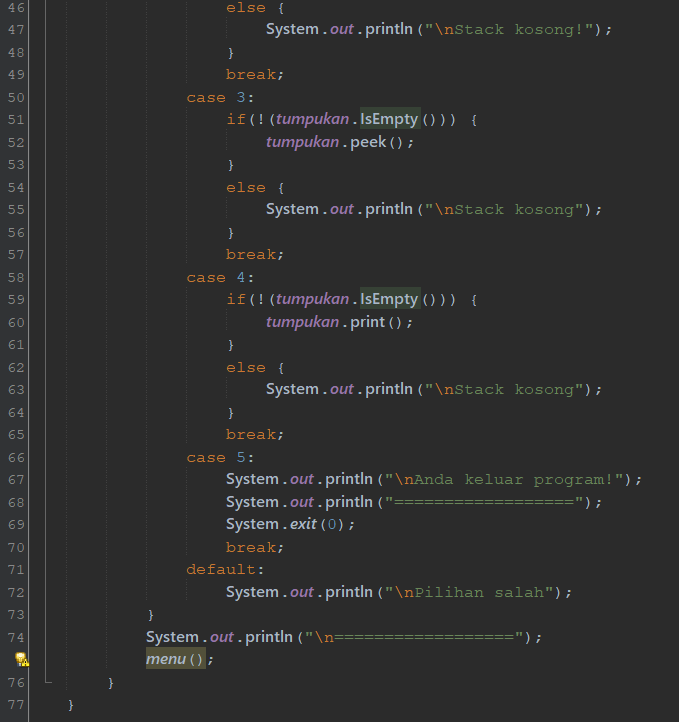 46 else {
47 System.out.println("\nStack kosong!");
48 }
49 break;
50 case 3:
51 if(!(tumpukan.IsEmpty())) {
52 tumpukan.peek();
53 }
54 else {
55 System.out.println("\nStack kosong");
56 }
57 break;
58 case 4:
59 if(!(tumpukan.IsEmpty())) {
60 tumpukan.print();
61 }
62 else {
63 System.out.println("\nStack kosong");
64 }
65 break;
66 case 5:
67 System.out.println("\nAnda keluar program!");
68 System.out.println("==================");
69 System.exit(0);
70 break;
71 default:
72 System.out.println("\nPilihan salah");
73 }
74 System.out.println("\n==================");
menu();
76 }
77 }